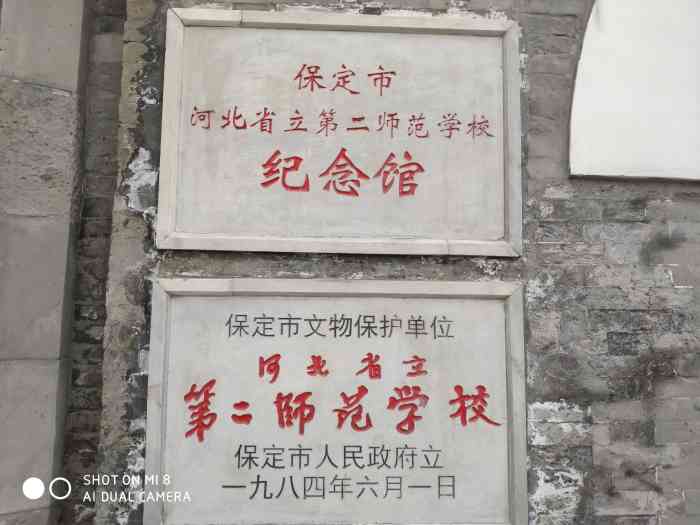 保定市
河北省立第二师范学校
纪念馆
保定市文物保护单位
河北省立
第二师范学校
保定市人民政府立
一九八四年六月一日
SHOT ON MI 8
AI DUAL CAMERA